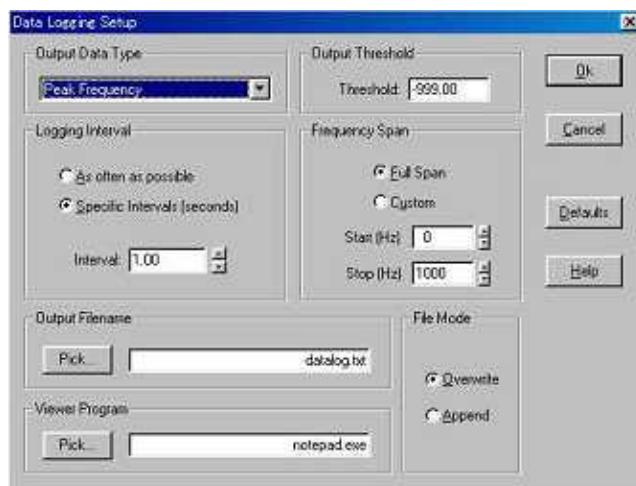 Data Logging Setup
Output Data Type
Peak Frequency
Output Threshold
Threshold: -999.00
Ok
Cancel
Defaults
Help
Logging Interval
As often as possible
Specific Intervals (seconds)
Interval: 1.00
Frequency Span
Full Span
Custom
Start (Hz) 0
Stop (Hz) 1000
Output Filename
Pick... datalog.txt
Viewer Program
Pick... notepad.exe
File Mode
Overwrite
Append